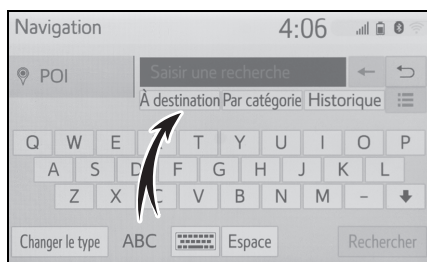 Navigation 4:06
POI Saisir une recherche
À destination Par catégorie Historique
Q W E T Y U I O P
A S D F G H J K L
Z X C V B N M -
Changer le type ABC Espace Rechercher